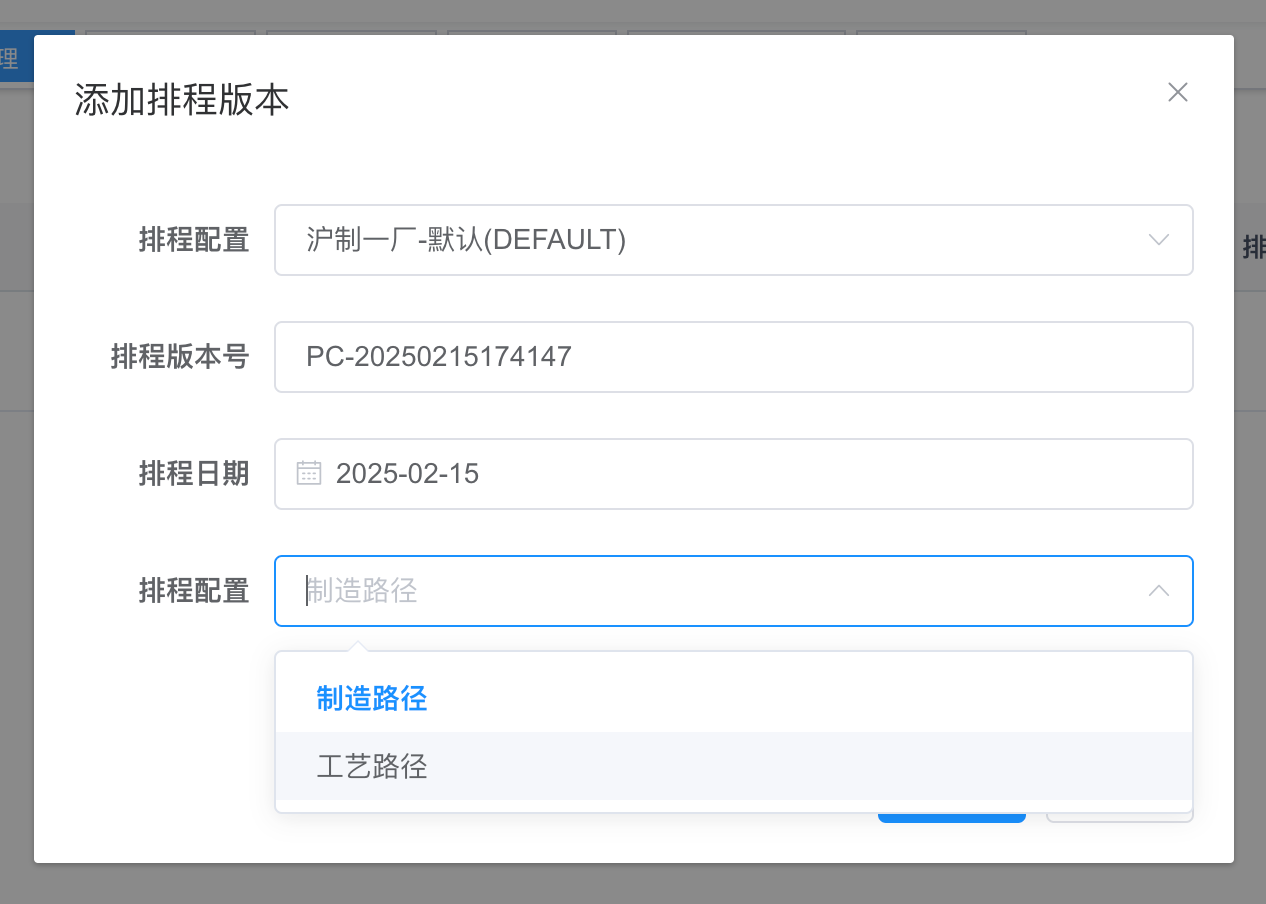 理
添加排程版本
排程配置
沪制一厂-默认(DEFAULT)
排
排程版本号
PC-20250215174147
排程日期
2025-02-15
排程配置
制造路径
制造路径
工艺路径